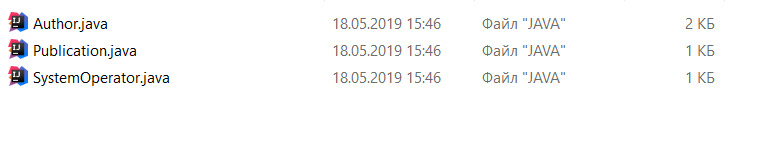 Author.java 18.05.2019 15:46 Файл "JAVA" 2 КБ
Publication.java 18.05.2019 15:46 Файл "JAVA" 1 КБ
SystemOperator.java 18.05.2019 15:46 Файл "JAVA" 1 КБ